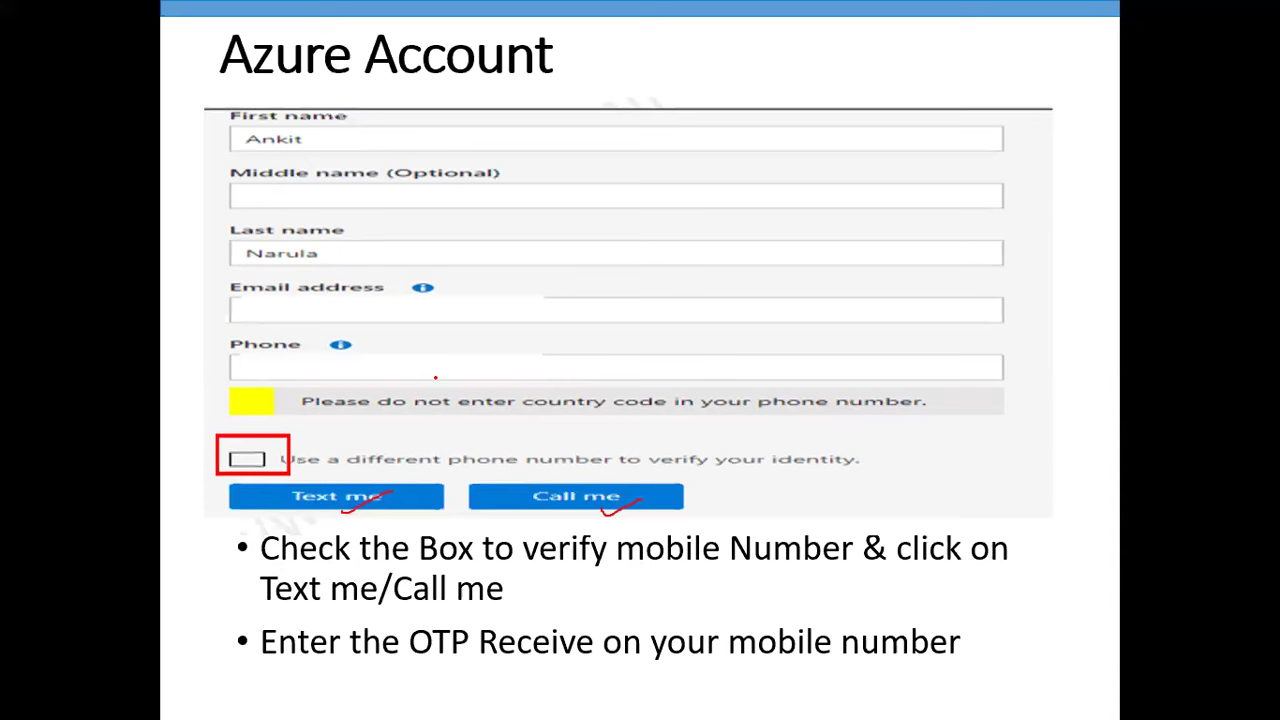 Azure Account
First name
Ankit
Middle name (Optional)
Last name
Narula
Email address
Phone
Please do not enter country code in your phone number.
Use a different phone number to verify your identity.
Text me Call me
• Check the Box to verify mobile Number & click on
Text me/Call me
• Enter the OTP Receive on your mobile number